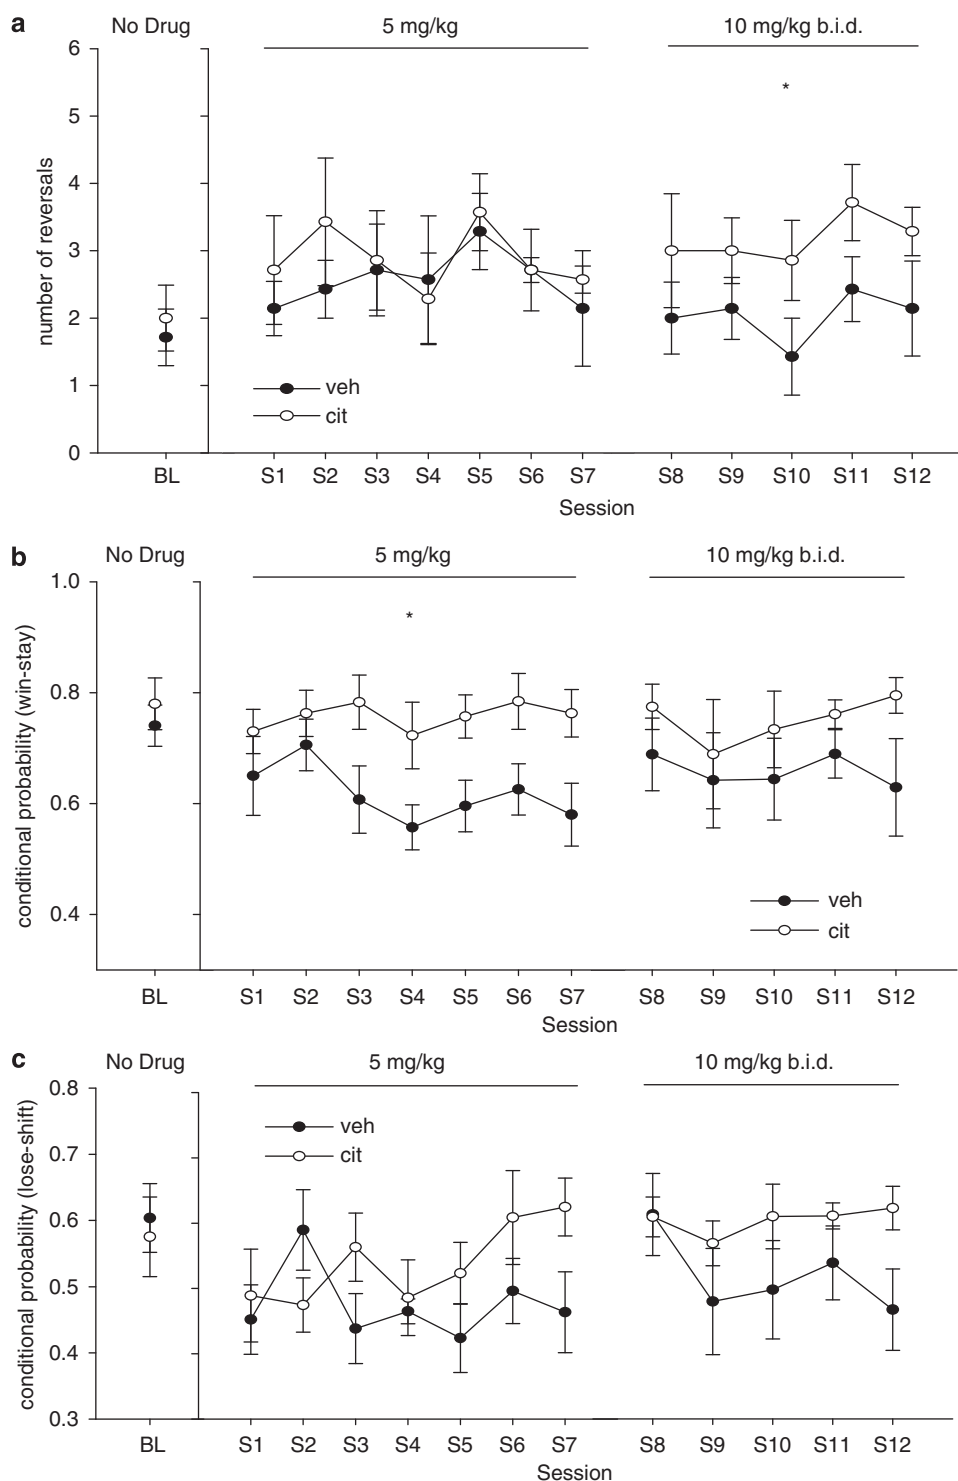 a
No Drug 5 mg/kg 10 mg/kg b.i.d.
*
number of reversals
6
5
4
3
2
1
0
veh
cit
BL S1 S2 S3 S4 S5 S6 S7 S8 S9 S10 S11 S12
Session
b
No Drug 5 mg/kg 10 mg/kg b.i.d.
*
conditional probability (win-stay)
1.0
0.8
0.6
0.4
veh
cit
BL S1 S2 S3 S4 S5 S6 S7 S8 S9 S10 S11 S12
Session
c
No Drug 5 mg/kg 10 mg/kg b.i.d.
conditional probability (lose-shift)
0.8
0.7
0.6
0.5
0.4
0.3
veh
cit
BL S1 S2 S3 S4 S5 S6 S7 S8 S9 S10 S11 S12
Session